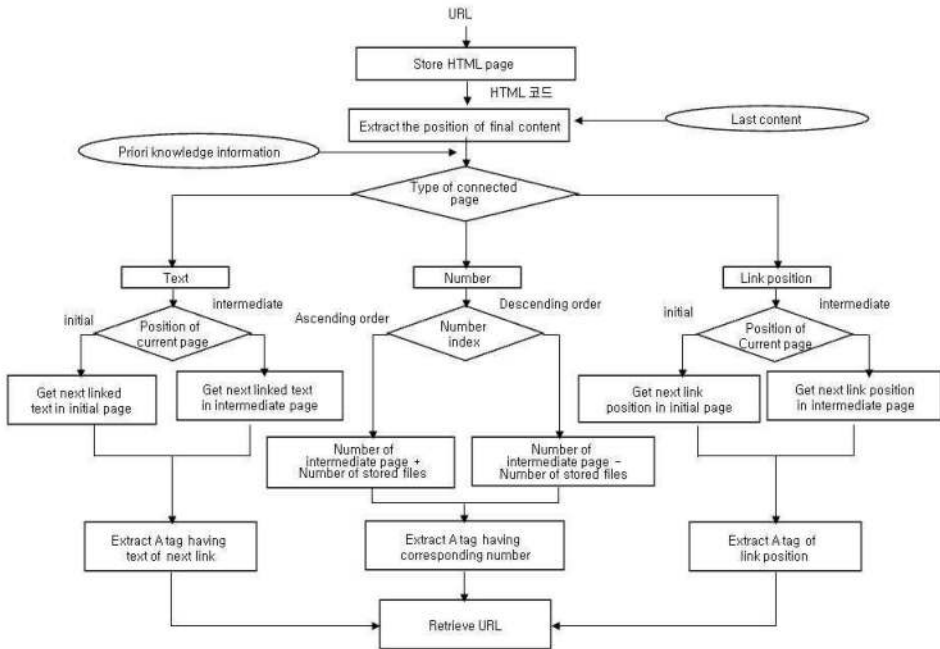 URL
Store HTML page
HTML 코드
Extract the position of final content
Last content
Priori knowledge information
Type of connected
page
Text
Number
Link position
initial
intermediate
Position of
current page
Ascending order
Descending order
Number
index
initial
intermediate
Position of
Current page
Get next linked
text in initial page
Get next linked text
in intermediate page
Get next link
position in initial page
Get next link position
in intermediate page
Number of
intermediate page +
Number of stored files
Number of
intermediate page -
Number of stored files
Extract A tag having
text of next link
Extract A tag having
corresponding number
Extract A tag of
link position
Retrieve URL